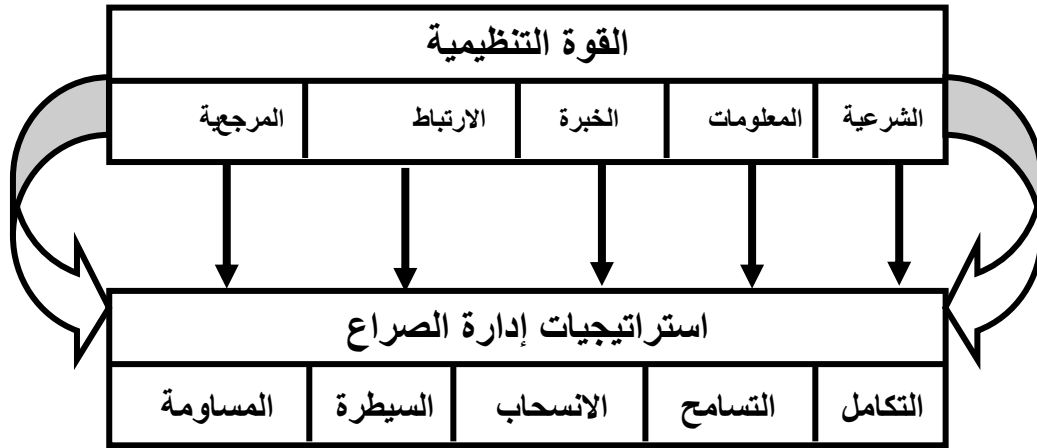 القوة التنظيمية
الشرعية المعلومات الخبرة الارتباط المرجعية
استراتيجيات إدارة الصراع
التكامل التسامح الانسحاب السيطرة المساومة